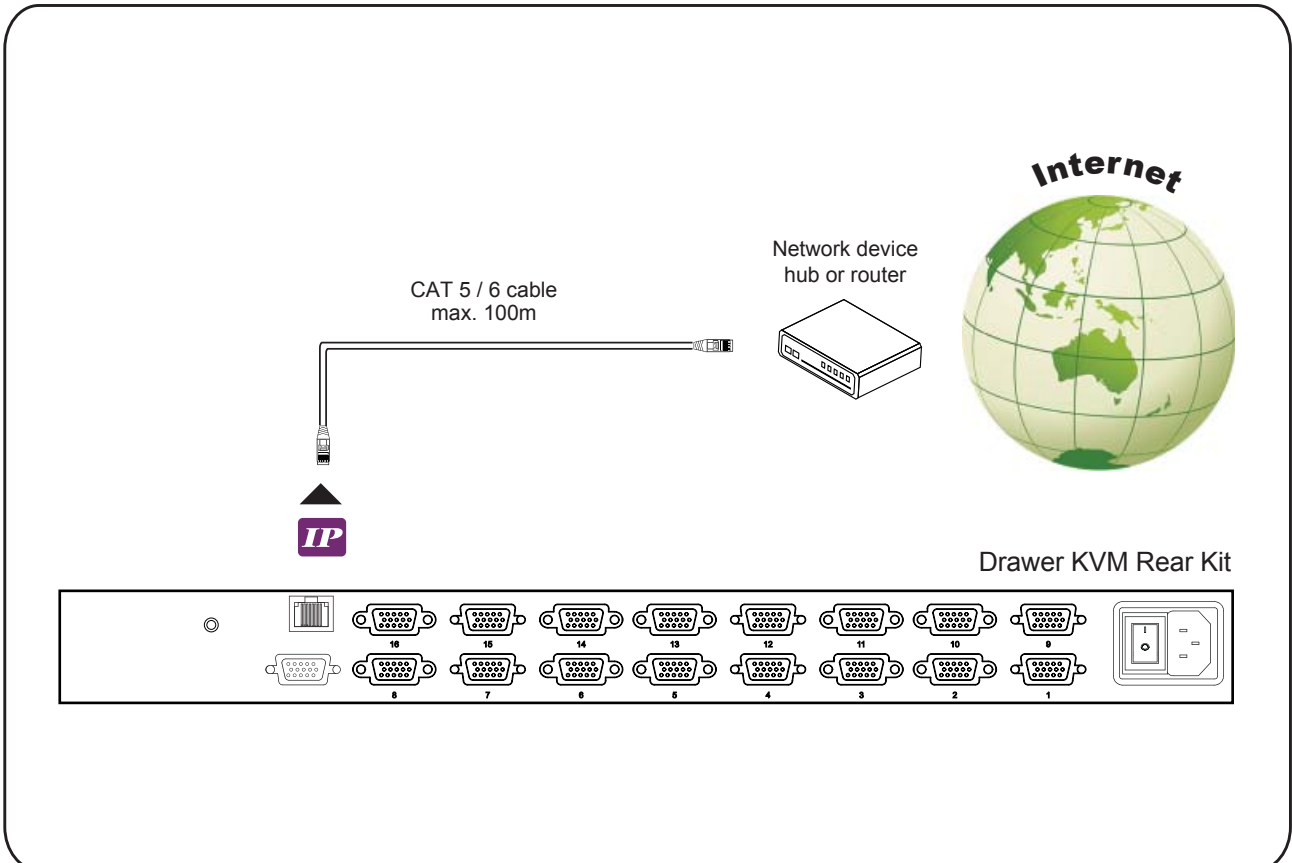 Internet
Network device
hub or router
CAT 5 / 6 cable
max. 100m
IP
Drawer KVM Rear Kit
16 15 14 13 12 11 10 9
8 7 6 5 4 3 2 1